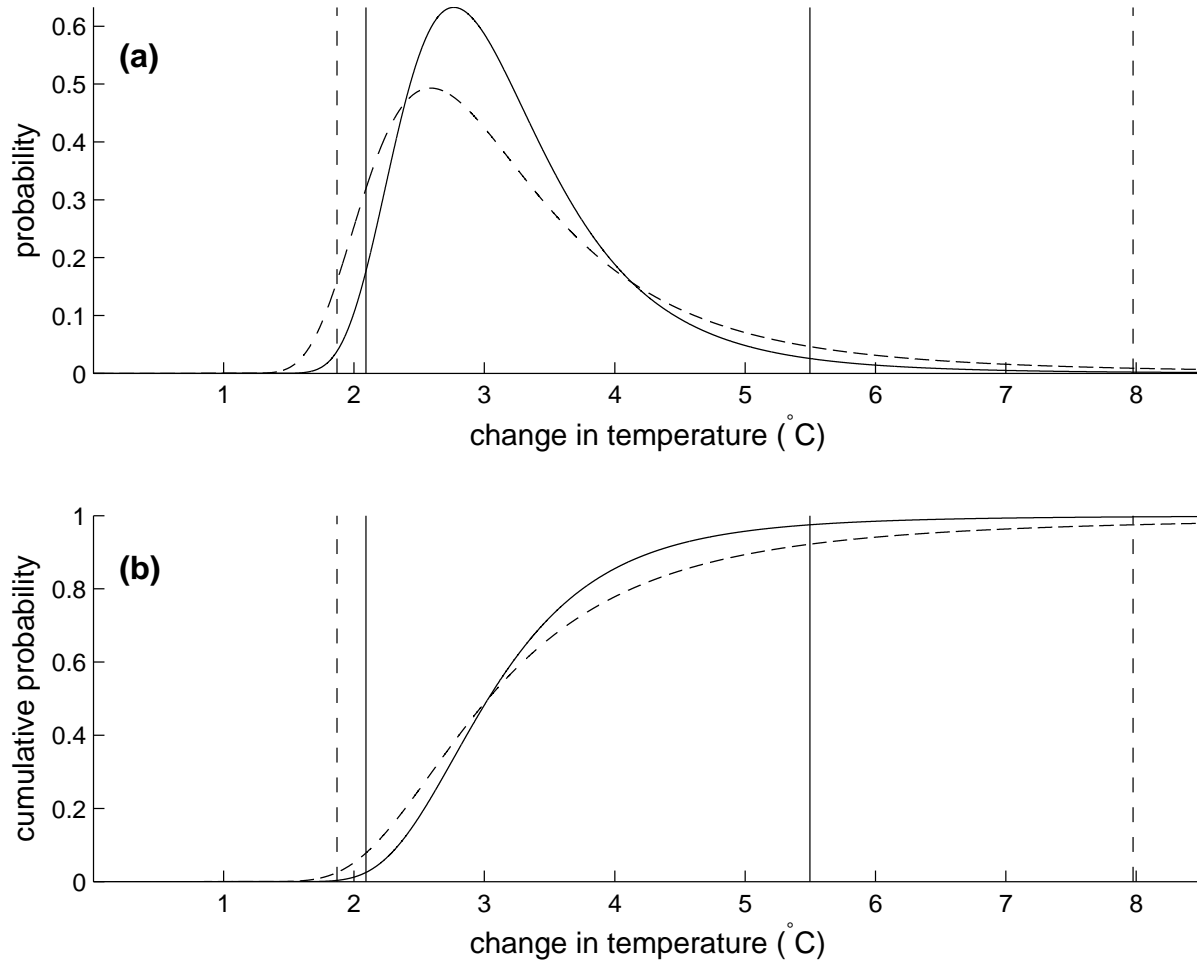 (a)
probability
0.6
0.5
0.4
0.3
0.2
0.1
0
1 2 3 4 5 6 7 8
change in temperature (°C)
(b)
cumulative probability
1
0.8
0.6
0.4
0.2
0
1 2 3 4 5 6 7 8
change in temperature (°C)